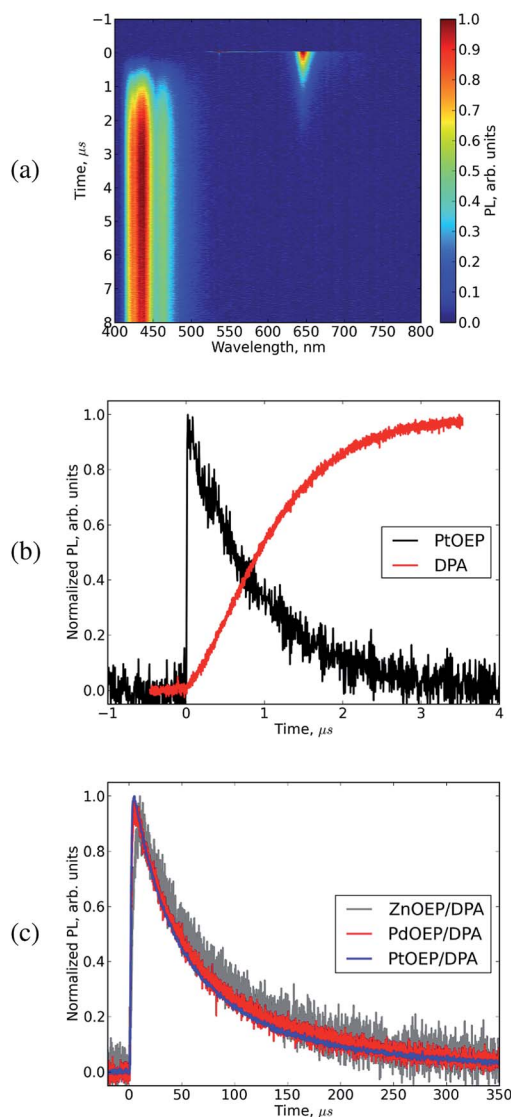 (a)
Time, μs
−1
0
1
2
3
4
5
6
7
8
400 450 500 550 600 650 700 750 800
Wavelength, nm
1.0
0.9
0.8
0.7
0.6
0.5
0.4
0.3
0.2
0.1
0.0
PL, arb. units
(b)
Normalized PL, arb. units
1.0
0.8
0.6
0.4
0.2
0.0
PtOEP
DPA
−1 0 1 2 3 4
Time, μs
(c)
Normalized PL, arb. units
1.0
0.8
0.6
0.4
0.2
0.0
ZnOEP/DPA
PdOEP/DPA
PtOEP/DPA
0 50 100 150 200 250 300 350
Time, μs